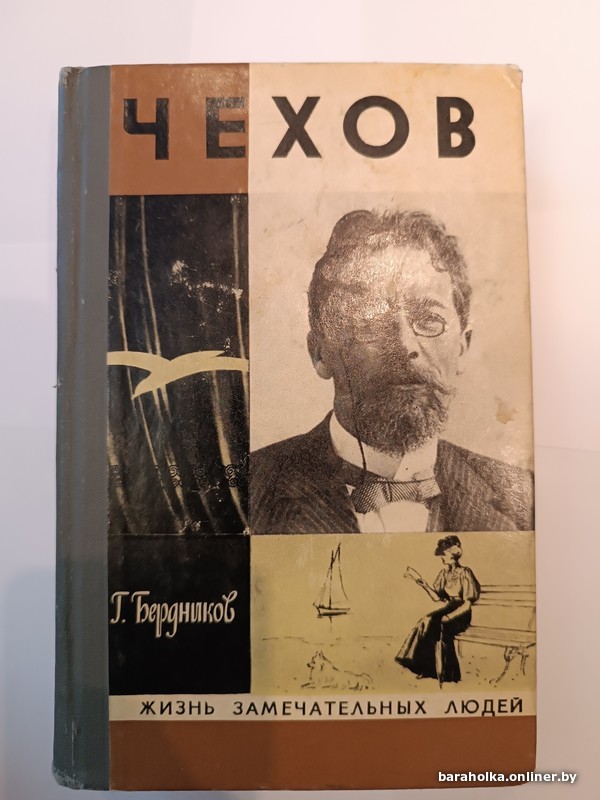 ЧЕХОВ
Г. Бердников
ЖИЗНЬ ЗАМЕЧАТЕЛЬНЫХ ЛЮДЕЙ
baraholka.onliner.by